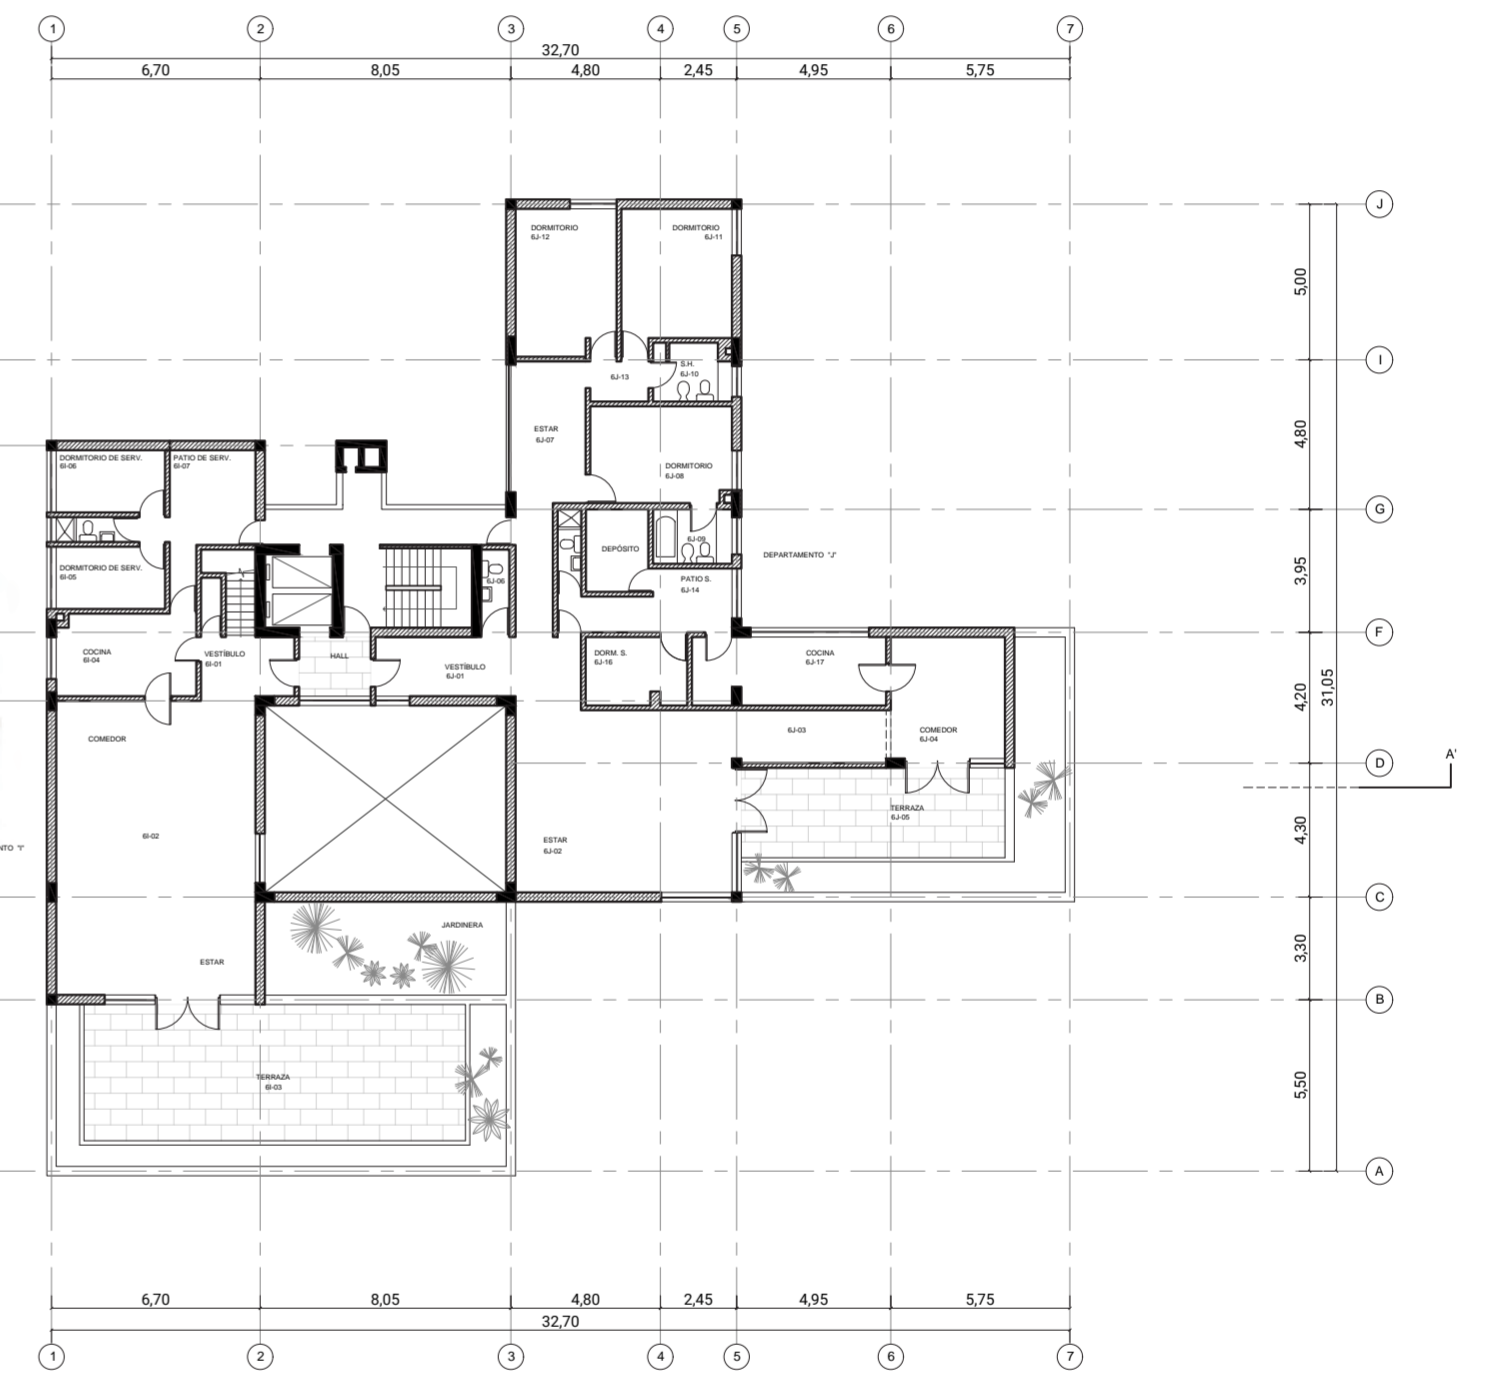 1 2 3 4 5 6 7
32,70
6,70 8,05 4,80 2,45 4,95 5,75
J
DORMITORIO
6J-12
DORMITORIO
6J-11
5,00
I
S.H.
6J-10
6J-13
ESTAR
6J-07
4,80
DORMITORIO
6J-08
DORMITORIO DE SERV.
6I-06
PATIO DE SERV.
6I-07
G
6J-09
DEPÓSITO
DEPARTAMENTO "J"
3,95
DORMITORIO DE SERV.
6I-05
6J-06
PATIO S.
6J-14
F
COCINA
6I-04
VESTÍBULO
6I-01
HALL
VESTÍBULO
6J-01
DORM. S.
6J-16
COCINA
6J-17
4,20
31,05
COMEDOR
6J-03
COMEDOR
6J-04
D
A'
TERRAZA
6J-05
4,30
6I-02
NTO "I"
ESTAR
6J-02
C
JARDINERA
3,30
ESTAR
B
TERRAZA
6I-03
5,50
A
6,70 8,05 4,80 2,45 4,95 5,75
32,70
1 2 3 4 5 6 7